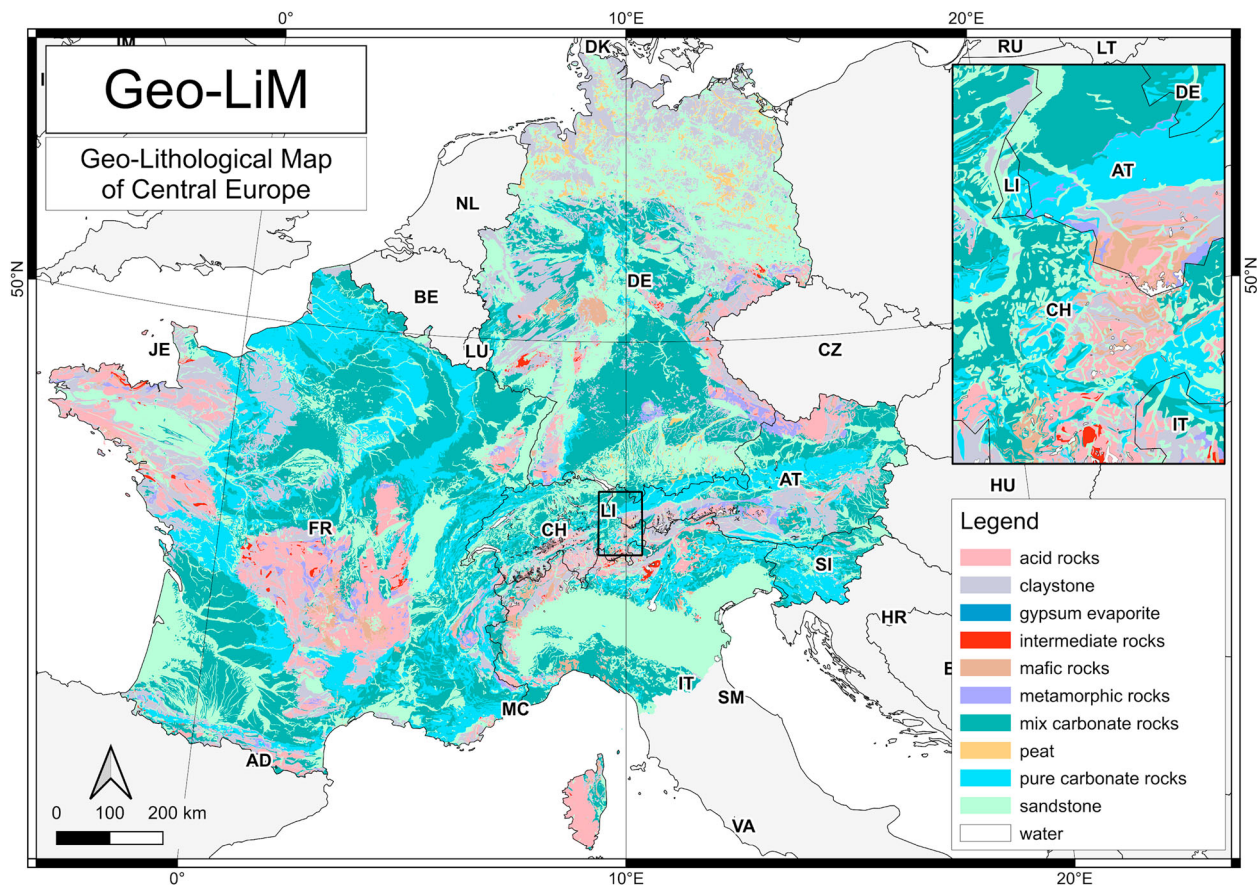 0°
10°E
20°E
IM
DK
RU
LT
Geo-LiM
Geo-Lithological Map
of Central Europe
DE
AT
LI
CH
IT
NL
BE
DE
LU
JE
CZ
50°N
50°N
HU
AT
LI
CH
FR
SI
HR
IT
SM
MC
AD
VA
Legend
acid rocks
claystone
gypsum evaporite
intermediate rocks
mafic rocks
metamorphic rocks
mix carbonate rocks
peat
pure carbonate rocks
sandstone
water
0 100 200 km
0°
10°E
20°E